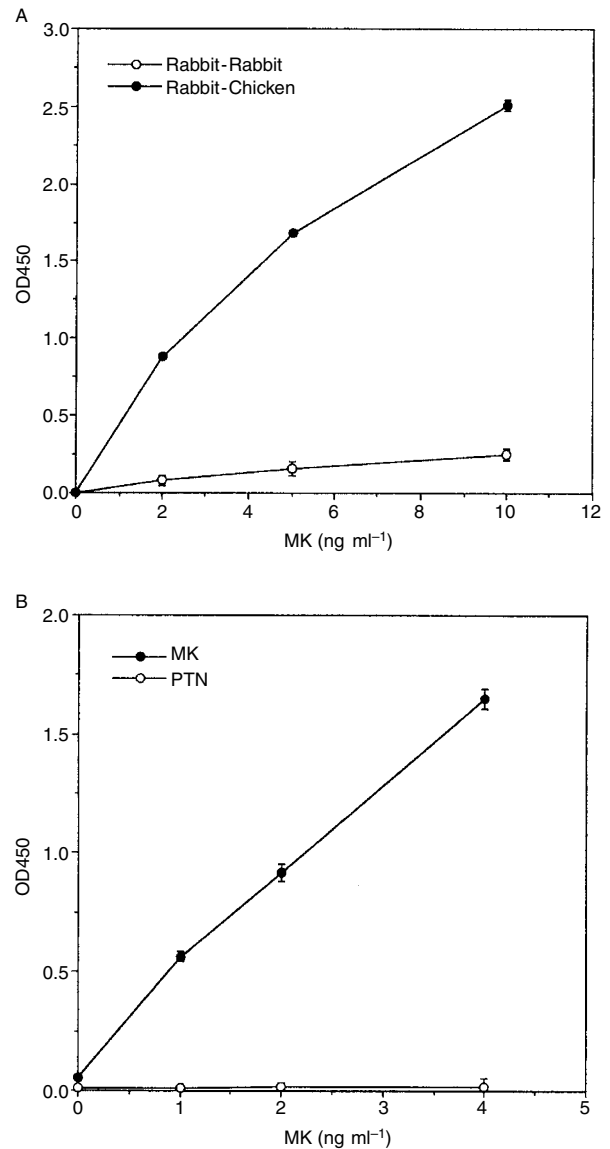 A
3.0
2.5
2.0
1.5
1.0
0.5
0.0
OD450
Rabbit-Rabbit
Rabbit-Chicken
0 2 4 6 8 10 12
MK (ng ml⁻¹)
B
2.0
1.5
1.0
0.5
0.0
OD450
MK
PTN
0 1 2 3 4 5
MK (ng ml⁻¹)